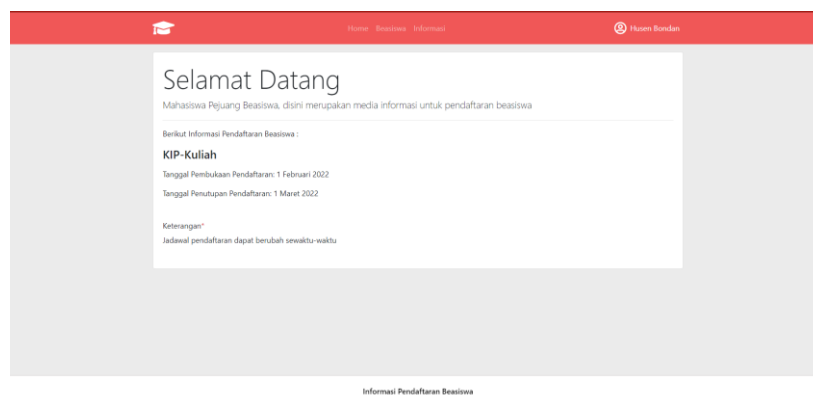 Home Beasiswa Informasi Husen Bondan
Selamat Datang
Mahasiswa Pejuang Beasiswa, disini merupakan media informasi untuk pendaftaran beasiswa
Berikut Informasi Pendaftaran Beasiswa :
KIP-Kuliah
Tanggal Pembukaan Pendaftaran: 1 Februari 2022
Tanggal Penutupan Pendaftaran: 1 Maret 2022
Keterangan*
Jadawal pendaftaran dapat berubah sewaktu-waktu
Informasi Pendaftaran Beasiswa